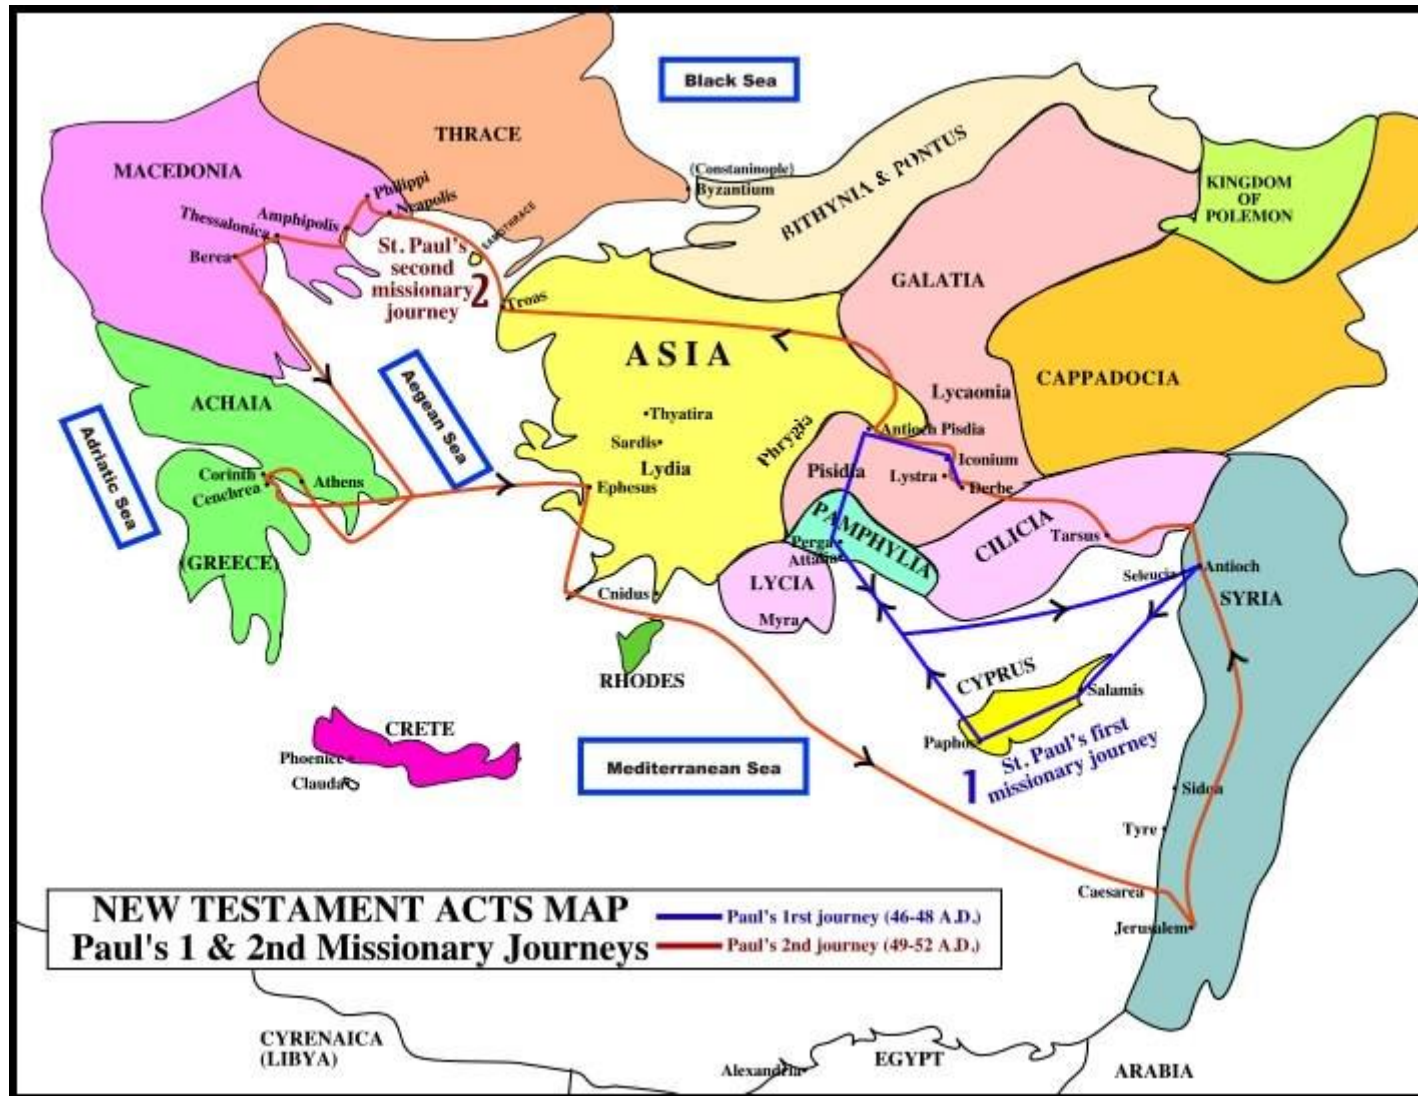 Black Sea
THRACE
MACEDONIA
(Constaninople)
Byzantium
BITHYNIA & PONTUS
KINGDOM
OF
POLEMON
Philippi
Neapolis
Amphipolis
Thessalonica
Berea
SAMOTHRACE
St. Paul's
second
missionary
journey
2
Troas
GALATIA
ASIA
CAPPADOCIA
Lycaonia
ACHAIA
Aegean Sea
Adriatic Sea
Thyatira
Sardis
Lydia
Phrygia
Antioch Pisdia
Iconium
Pisidia
Lystra
Derbe
Corinth
Cenchrea
Athens
Ephesus
PAMPHYLIA
CILICIA
Tarsus
Perga
Attalia
(GREECE)
LYCIA
Myra
Cnidus
Seleucia
Antioch
SYRIA
RHODES
CYPRUS
Salamis
Paphos
CRETE
Phoenice
Clauda
Mediterranean Sea
1
St. Paul's first
missionary journey
Sidon
Tyre
Caesarea
Jerusalem
NEW TESTAMENT ACTS MAP
Paul's 1 & 2nd Missionary Journeys
Paul's 1rst journey (46-48 A.D.)
Paul's 2nd journey (49-52 A.D.)
CYRENAICA
(LIBYA)
Alexandria
EGYPT
ARABIA